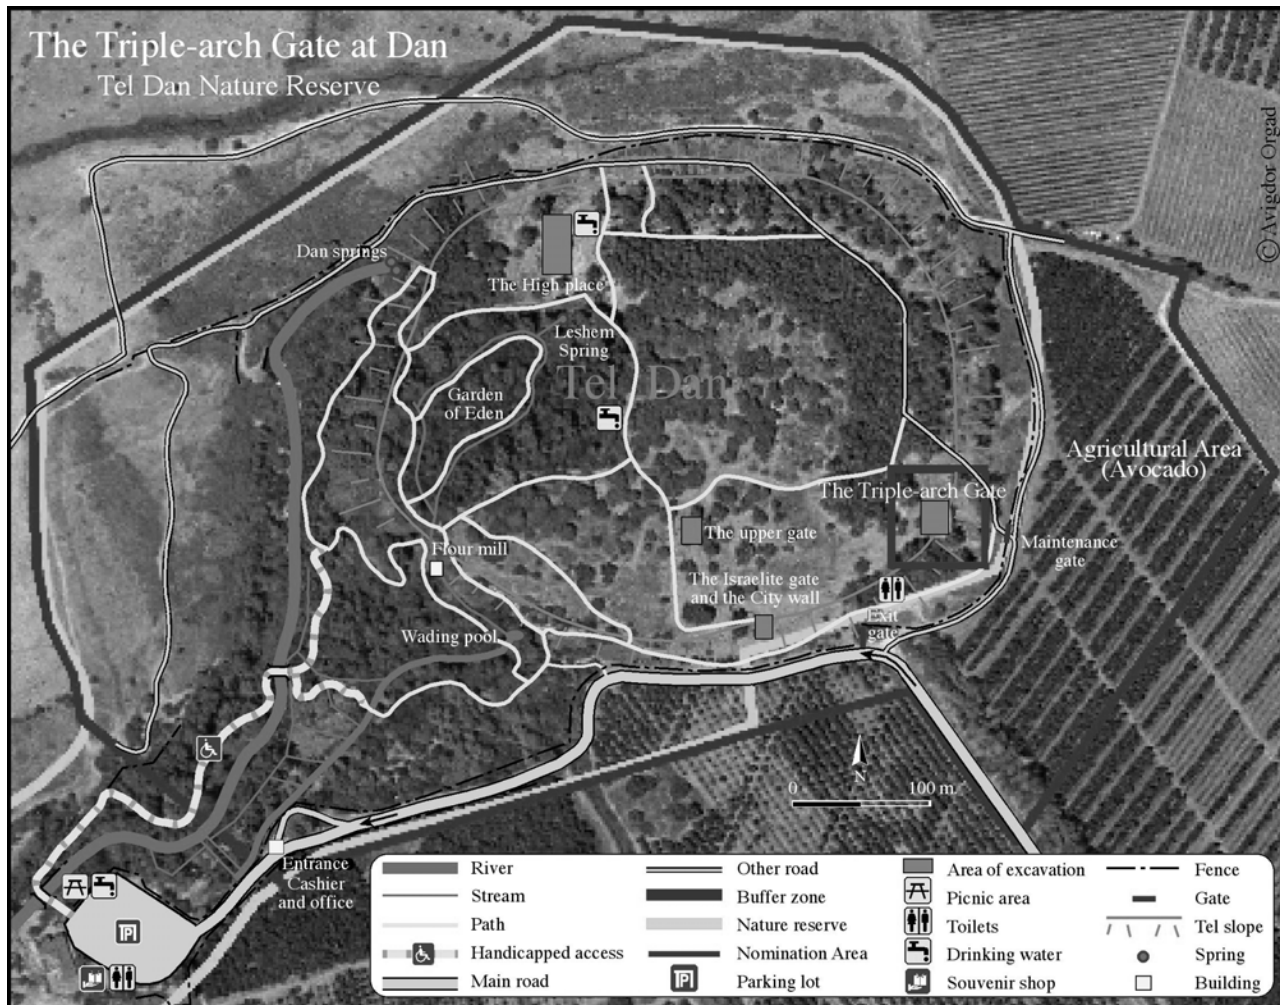 The Triple-arch Gate at Dan
Tel Dan Nature Reserve
©Avigdor Orgad
Dan springs
The High place
Leshem
Spring
Tel Dan
Garden
of Eden
Agricultural Area
(Avocado)
The Triple-arch Gate
The upper gate
Maintenance
gate
Flour mill
The Israelite gate
and the City wall
Exit
gate
Wading pool
N
0 100 m.
Entrance
Cashier
and office
P
River
Stream
Path
Handicapped access
Main road
Other road
Buffer zone
Nature reserve
Nomination Area
P Parking lot
Area of excavation
Picnic area
Toilets
Drinking water
Souvenir shop
Fence
Gate
Tel slope
Spring
Building